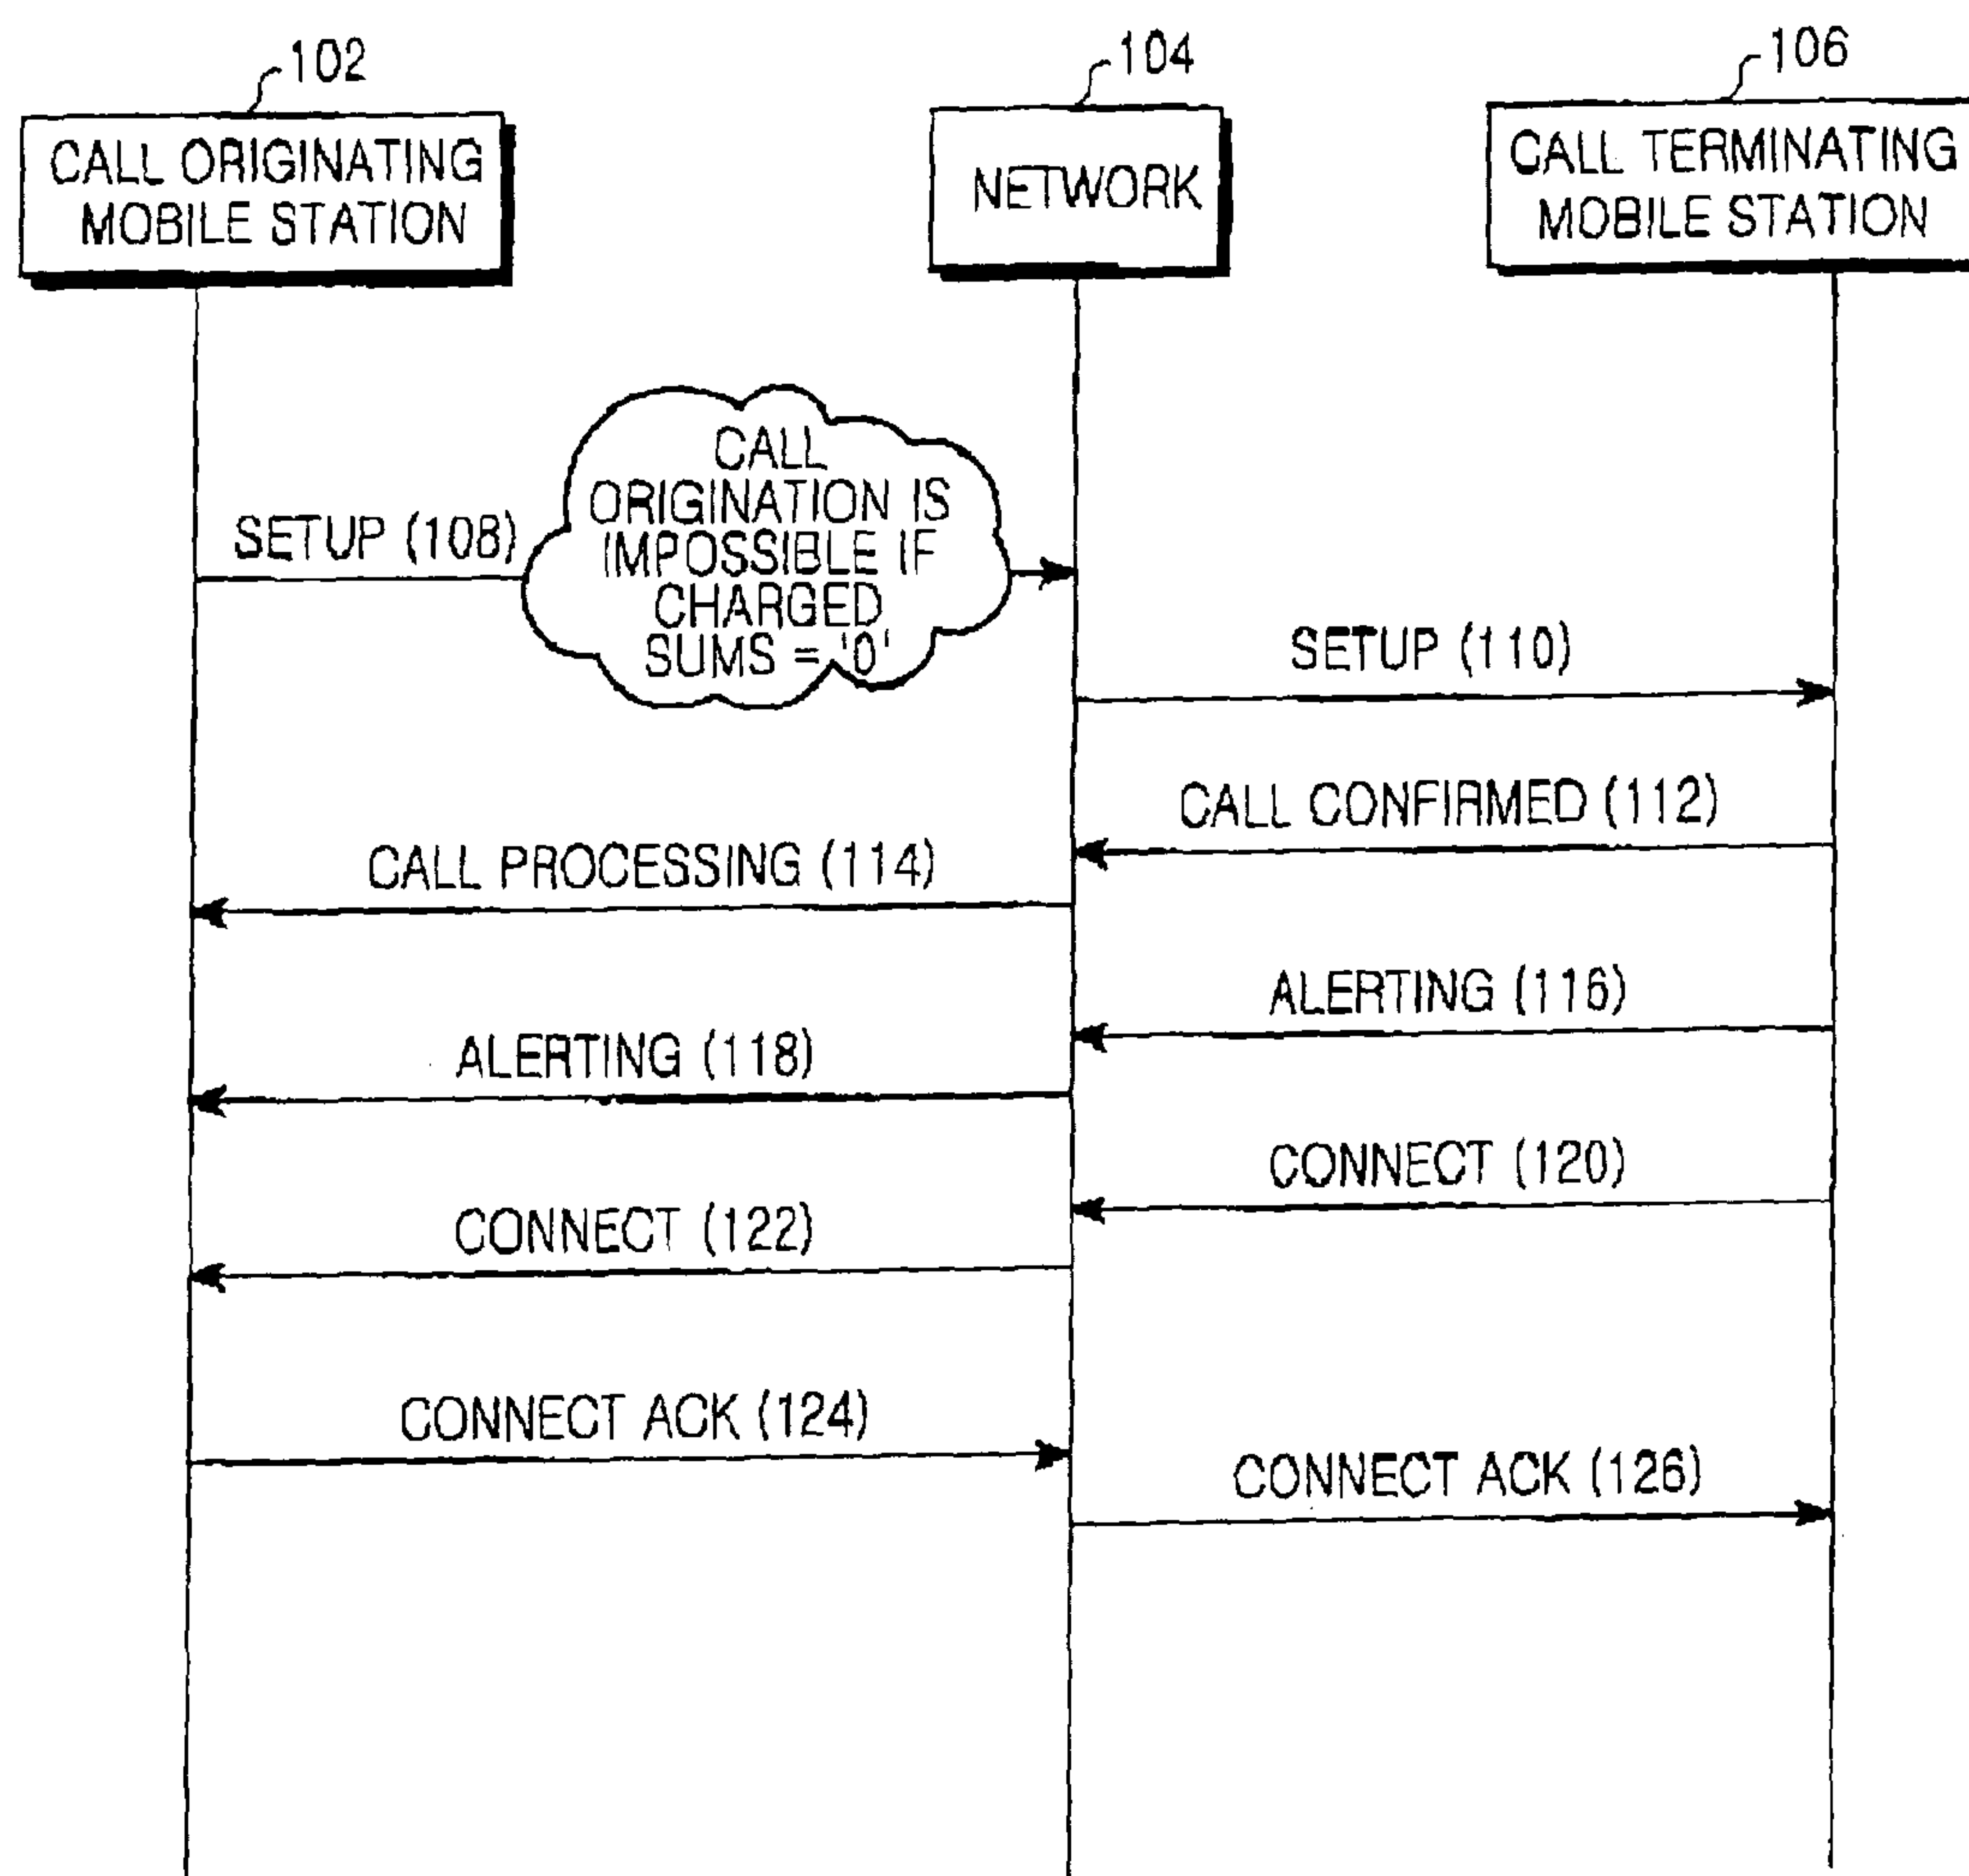 102
104
106
CALL ORIGINATING
MOBILE STATION
NETWORK
CALL TERMINATING
MOBILE STATION
CALL
ORIGINATION IS
IMPOSSIBLE IF
CHARGED
SUMS = '0'
SETUP (108)
SETUP (110)
CALL CONFIRMED (112)
CALL PROCESSING (114)
ALERTING (116)
ALERTING (118)
CONNECT (120)
CONNECT (122)
CONNECT ACK (124)
CONNECT ACK (126)